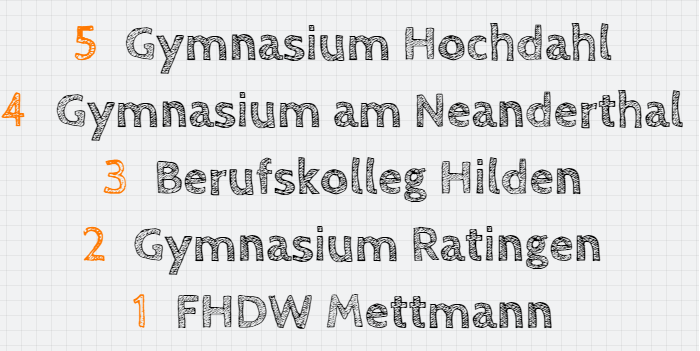 5 Gymnasium Hochdahl
4 Gymnasium am Neanderthal
3 Berufskolleg Hilden
2 Gymnasium Ratingen
1 FHDW Mettmann